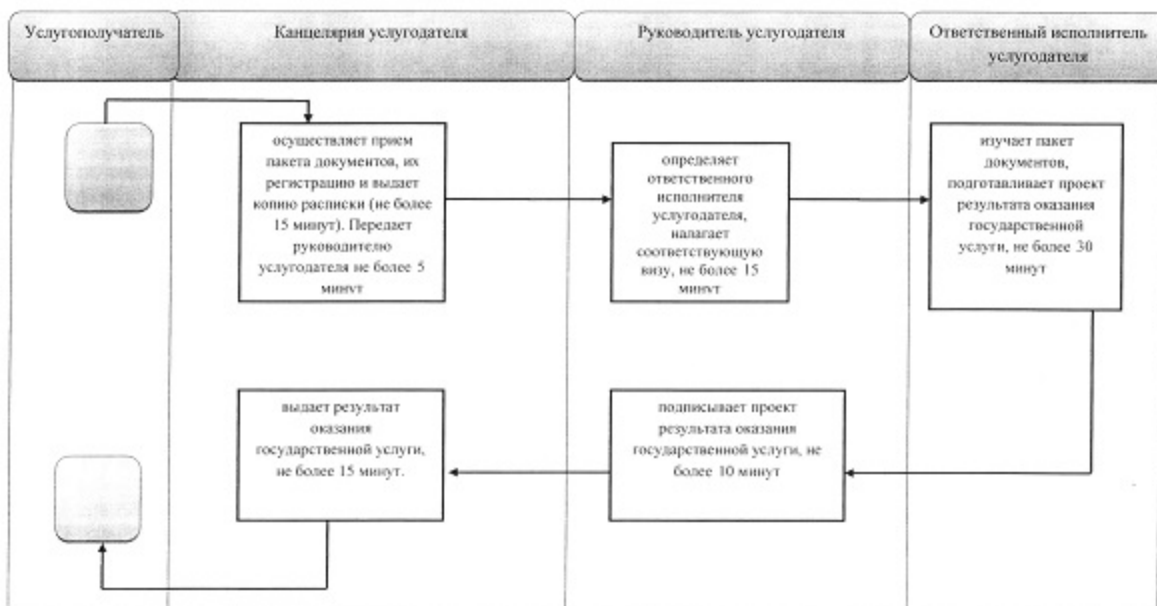 Услугополучатель
Канцелярия услугодателя
Руководитель услугодателя
Ответственный исполнитель
услугодателя
осуществляет прием
пакета документов, их
регистрацию и выдает
копию расписки (не более
15 минут). Передает
руководителю
услугодателя не более 5
минут
определяет
ответственного
исполнителя
услугодателя,
налагает
соответствующую
визу, не более 15
минут
изучает пакет
документов,
подготавливает проект
результата оказания
государственной
услуги, не более 30
минут
выдает результат
оказания
государственной услуги,
не более 15 минут.
подписывает проект
результата оказания
государственной услуги, не
более 10 минут